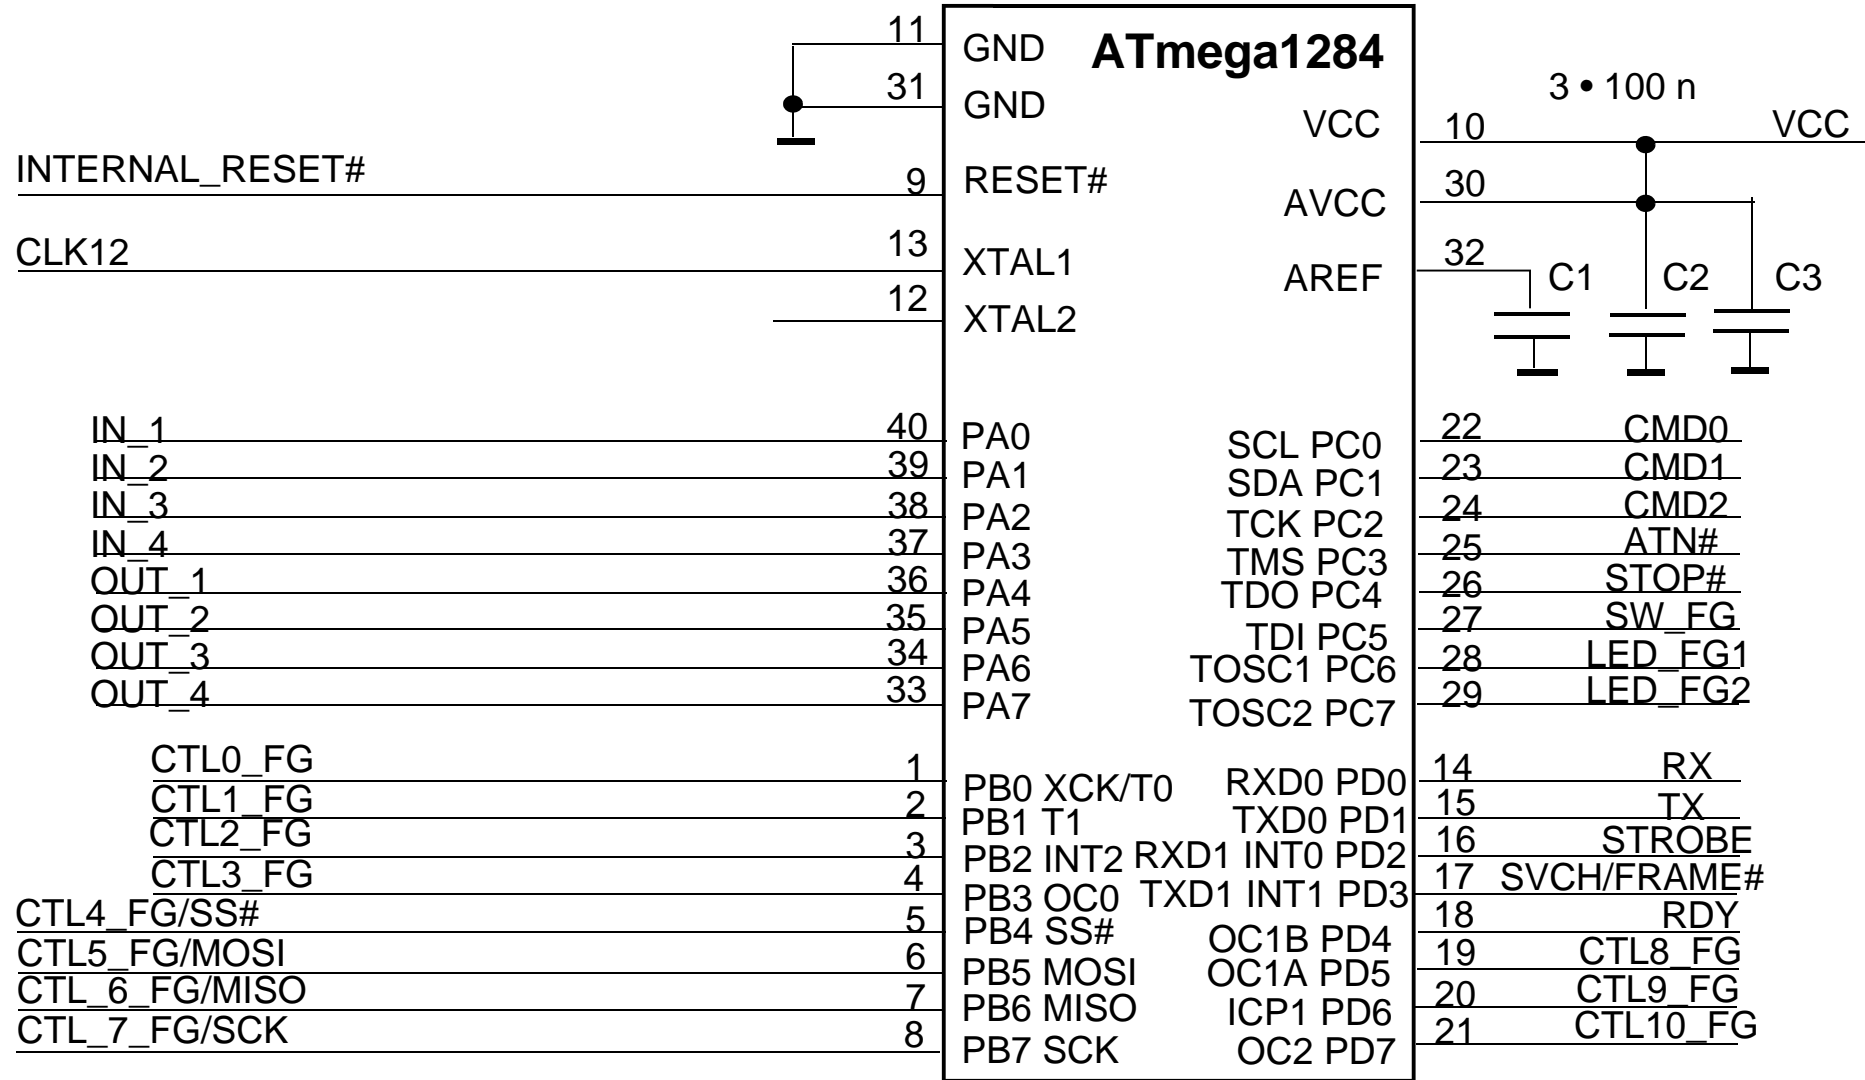 11 GND ATmega1284
31 GND 3 • 100 n
VCC 10 VCC
INTERNAL_RESET# 9 RESET# AVCC 30
CLK12 13 XTAL1 AREF 32 C1 C2 C3
12 XTAL2
IN_1 40 PA0 SCL PC0 22 CMD0
IN_2 39 PA1 SDA PC1 23 CMD1
IN_3 38 PA2 TCK PC2 24 CMD2
IN_4 37 PA3 TMS PC3 25 ATN#
OUT_1 36 PA4 TDO PC4 26 STOP#
OUT_2 35 PA5 TDI PC5 27 SW_FG
OUT_3 34 PA6 TOSC1 PC6 28 LED_FG1
OUT_4 33 PA7 TOSC2 PC7 29 LED_FG2
CTL0_FG 1 PB0 XCK/T0 RXD0 PD0 14 RX
CTL1_FG 2 PB1 T1 TXD0 PD1 15 TX
CTL2_FG 3 PB2 INT2 RXD1 INT0 PD2 16 STROBE
CTL3_FG 4 PB3 OC0 TXD1 INT1 PD3 17 SVCH/FRAME#
CTL4_FG/SS# 5 PB4 SS# OC1B PD4 18 RDY
CTL5_FG/MOSI 6 PB5 MOSI OC1A PD5 19 CTL8_FG
CTL_6_FG/MISO 7 PB6 MISO ICP1 PD6 20 CTL9_FG
CTL_7_FG/SCK 8 PB7 SCK OC2 PD7 21 CTL10_FG